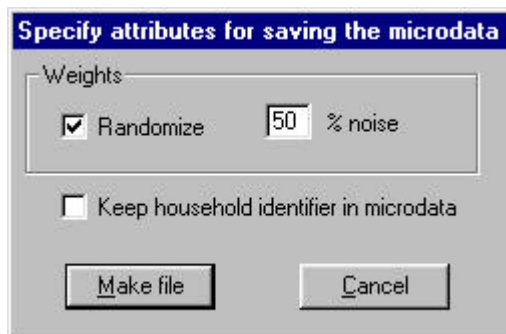 Specify attributes for saving the microdata
Weights
Randomize 50 % noise
Keep household identifier in microdata
Make file Cancel